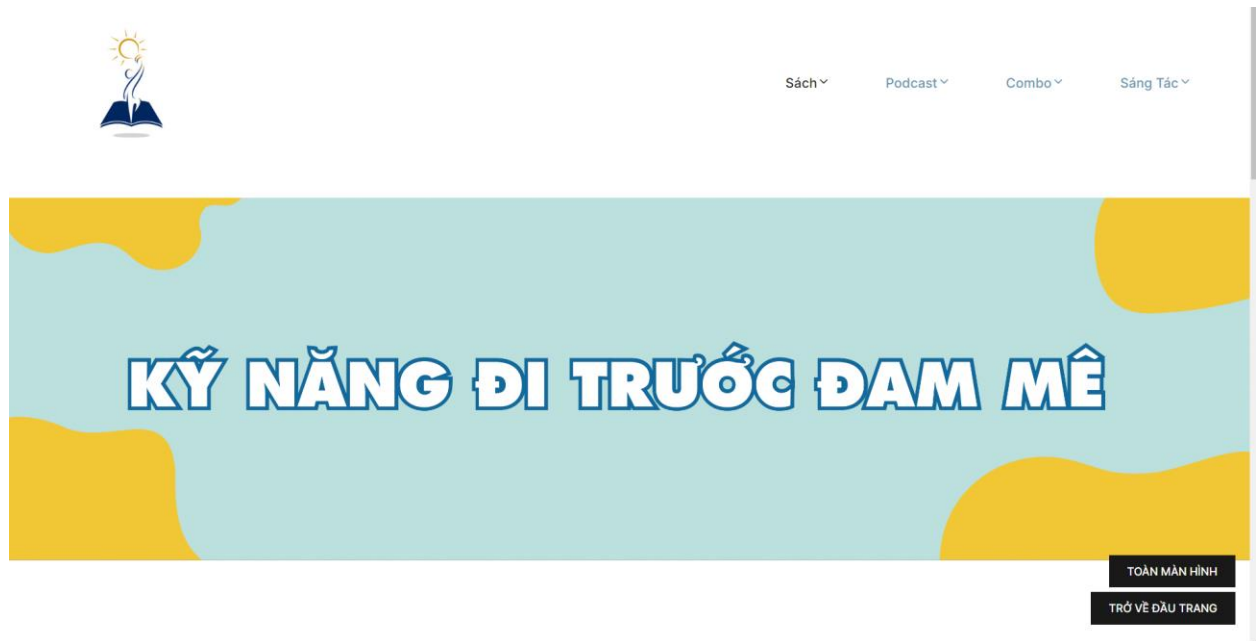 Sách
Podcast
Combo
Sáng Tác
KỸ NĂNG ĐI TRƯỚC ĐAM MÊ
TOÀN MÀN HÌNH
TRỞ VỀ ĐẦU TRANG